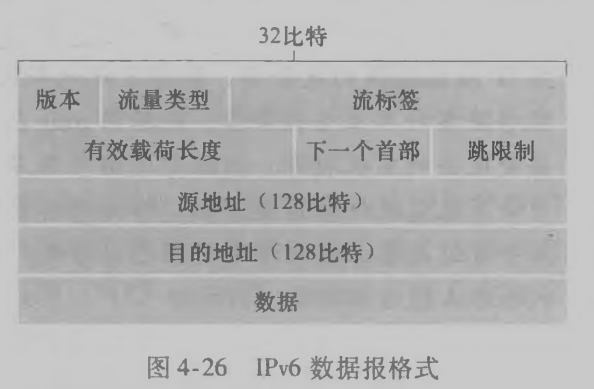 32比特
版本 流量类型 流标签
有效载荷长度 下一个首部 跳限制
源地址（128比特）
目的地址（128比特）
数据
图 4-26 IPv6 数据报格式